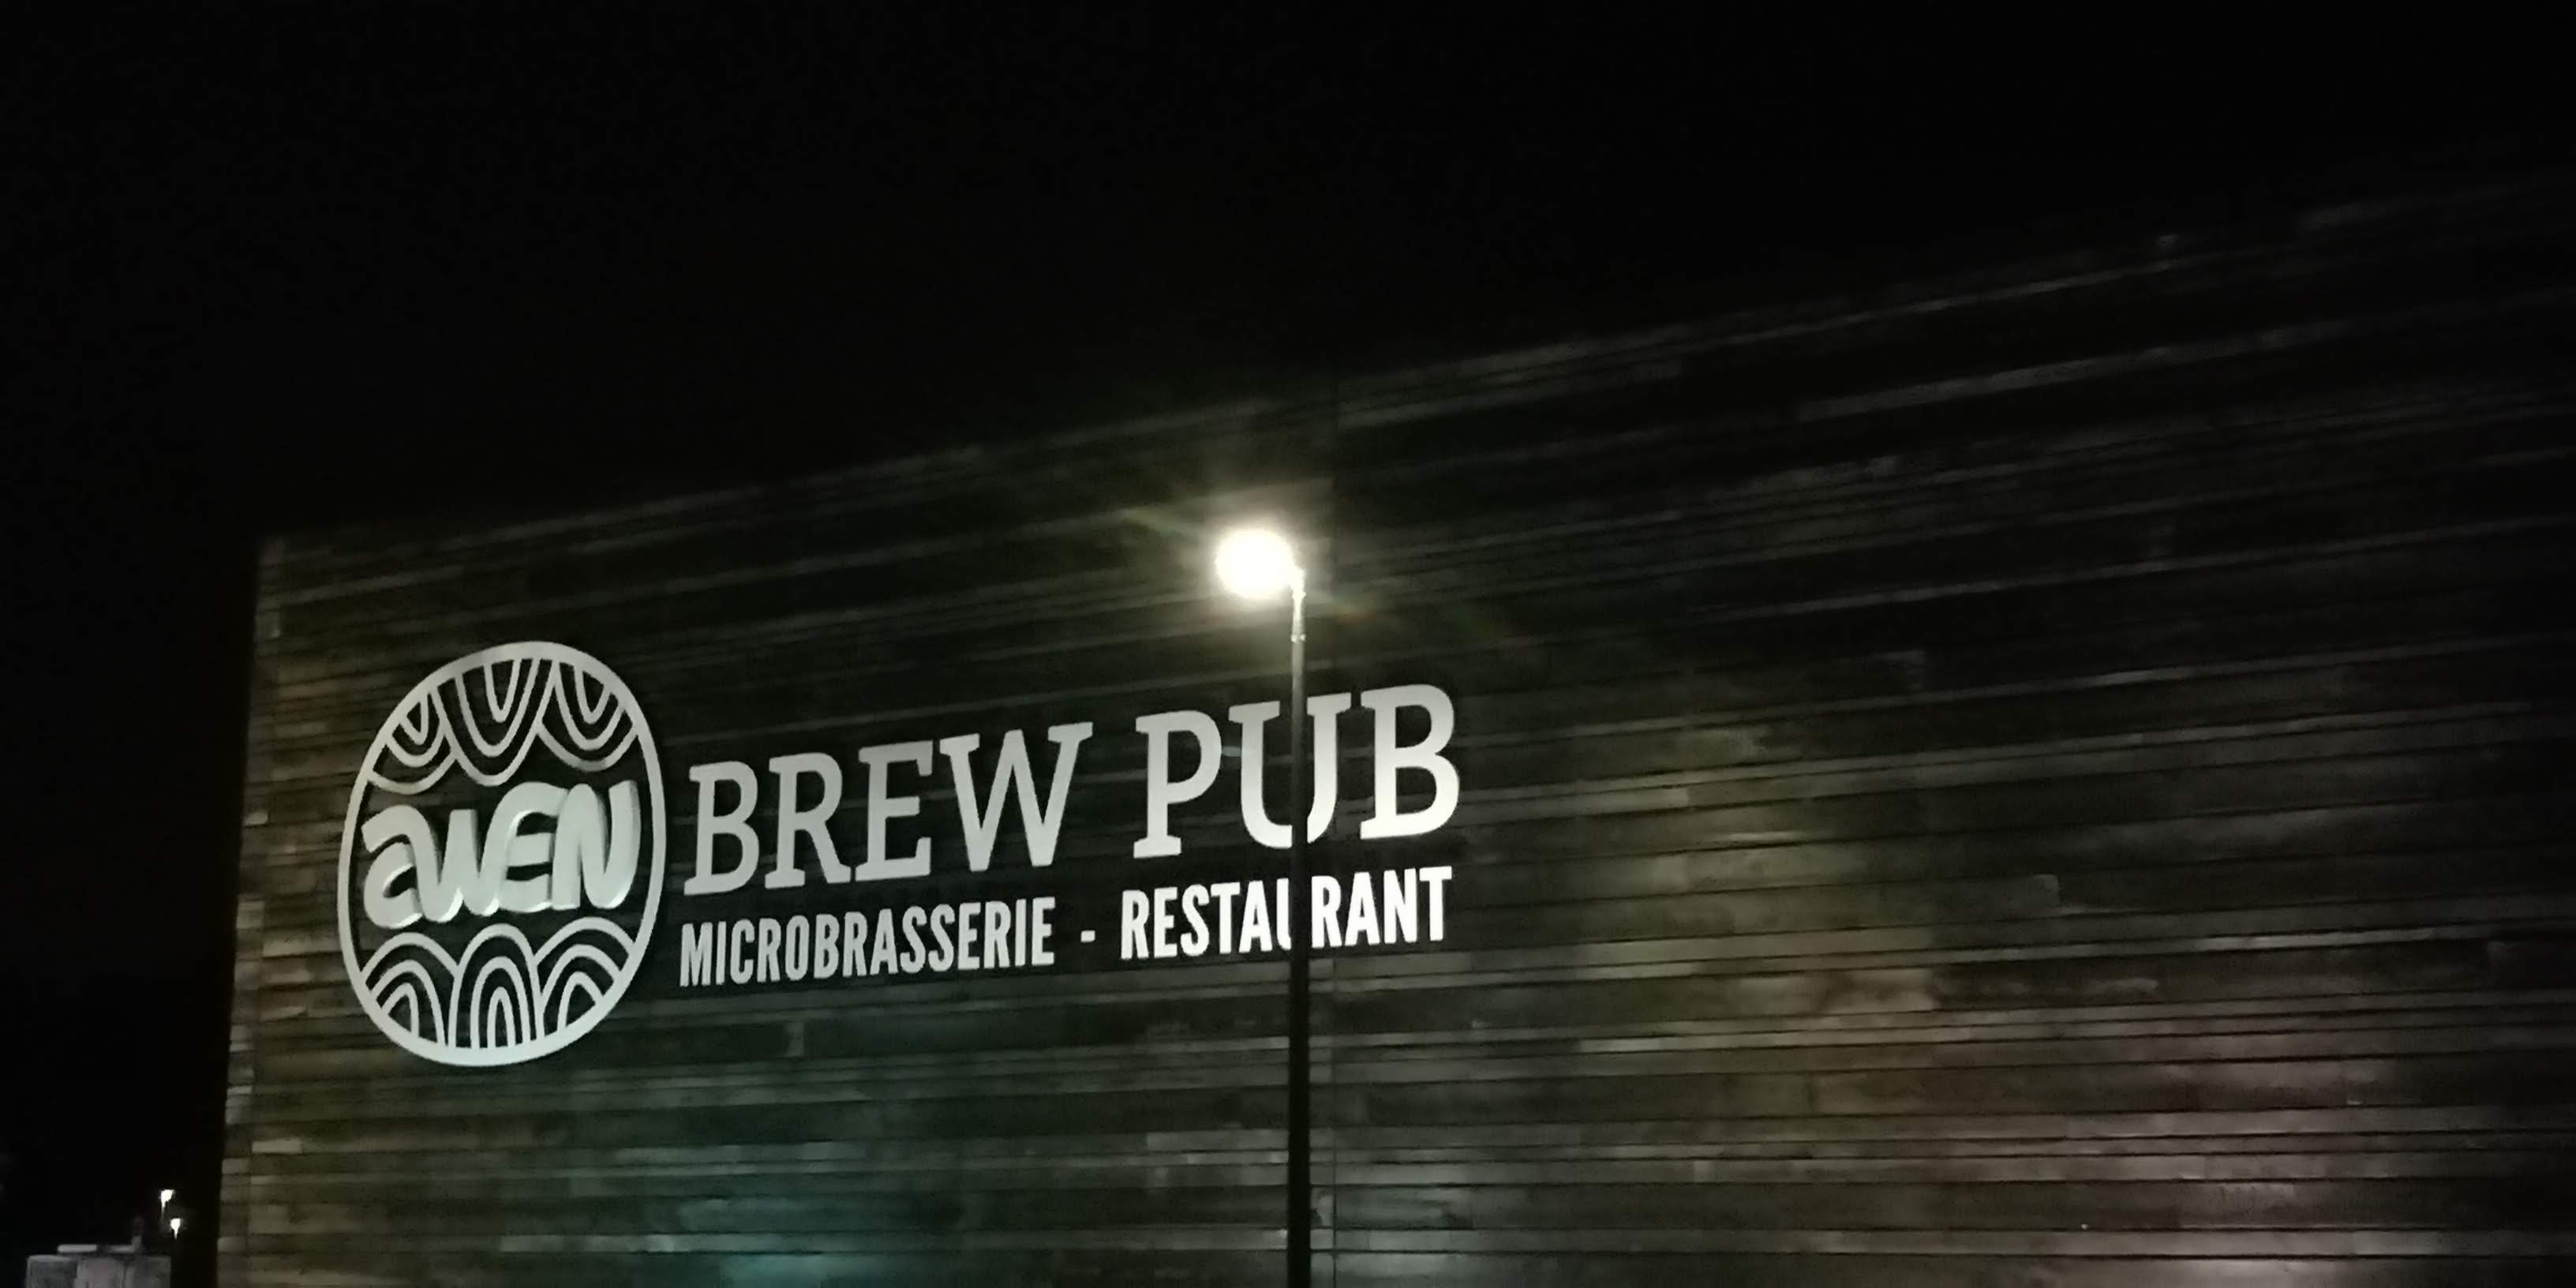 aWEN
BREW PUB
MICROBRASSERIE - RESTAURANT